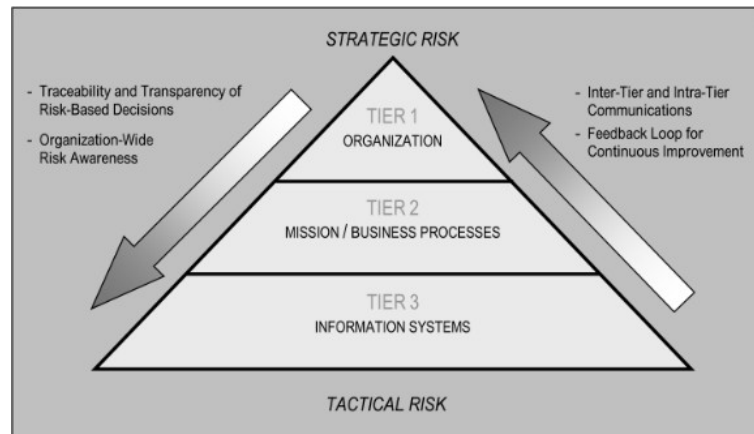 STRATEGIC RISK
- Traceability and Transparency of
Risk-Based Decisions
- Organization-Wide
Risk Awareness
- Inter-Tier and Intra-Tier
Communications
- Feedback Loop for
Continuous Improvement
TIER 1
ORGANIZATION
TIER 2
MISSION / BUSINESS PROCESSES
TIER 3
INFORMATION SYSTEMS
TACTICAL RISK